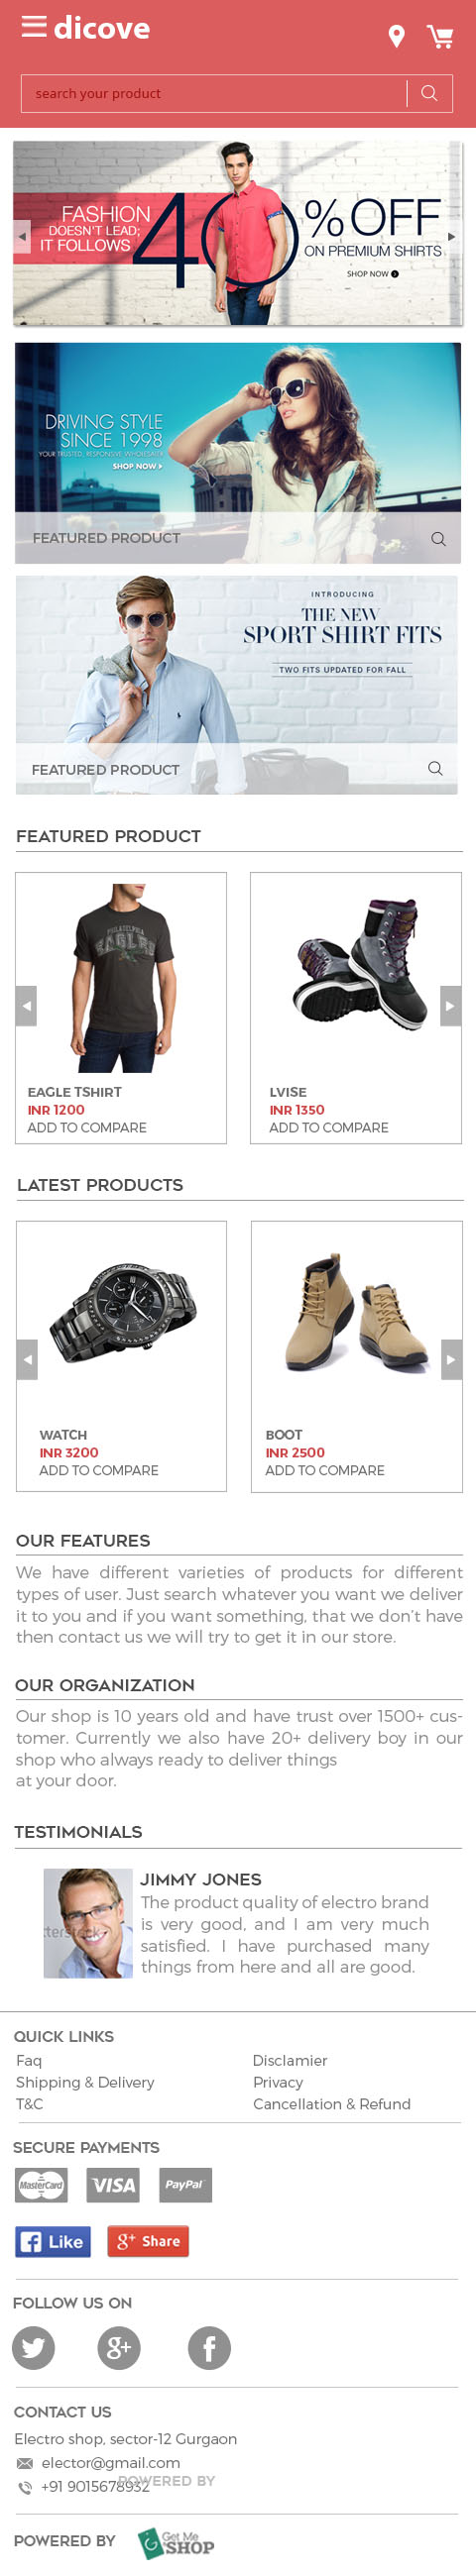 dicove
search your product
FASHION
DOESN'T LEAD;
IT FOLLOWS
40% OFF
ON PREMIUM SHIRTS
SHOP NOW
DRIVING STYLE
SINCE 1998
YOUR TRUSTED, RESPONSIVE WHOLESALER
SHOP NOW
FEATURED PRODUCT
INTRODUCING
THE NEW
SPORT SHIRT FITS
TWO FITS UPDATED FOR FALL
FEATURED PRODUCT
FEATURED PRODUCT
PHILADELPHIA
EAGLES
EAGLE TSHIRT
INR 1200
ADD TO COMPARE
LVISE
INR 1350
ADD TO COMPARE
LATEST PRODUCTS
WATCH
INR 3200
ADD TO COMPARE
BOOT
INR 2500
ADD TO COMPARE
OUR FEATURES
We have different varieties of products for different
types of user. Just search whatever you want we deliver
it to you and if you want something, that we don't have
then contact us we will try to get it in our store.
OUR ORGANIZATION
Our shop is 10 years old and have trust over 1500+ cus-
tomer. Currently we also have 20+ delivery boy in our
shop who always ready to deliver things
at your door.
TESTIMONIALS
JIMMY JONES
The product quality of electro brand
is very good, and I am very much
satisfied. I have purchased many
things from here and all are good.
QUICK LINKS
Faq
Disclamier
Shipping & Delivery
Privacy
T&C
Cancellation & Refund
SECURE PAYMENTS
MasterCard
VISA
PayPal
Like
Share
FOLLOW US ON
CONTACT US
Electro shop, sector-12 Gurgaon
elector@gmail.com
POWERED BY
+91 9015678932
POWERED BY
Get Me
SHOP